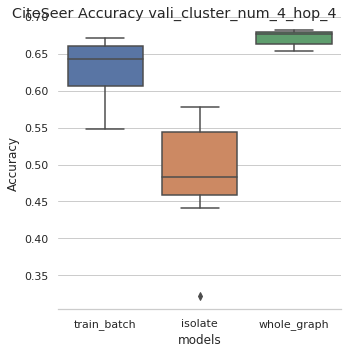 CiteSeer Accuracy vali_cluster_num_4_hop_4
0.70
0.65
0.60
0.55
0.50
0.45
0.40
0.35
Accuracy
train_batch isolate whole_graph
models